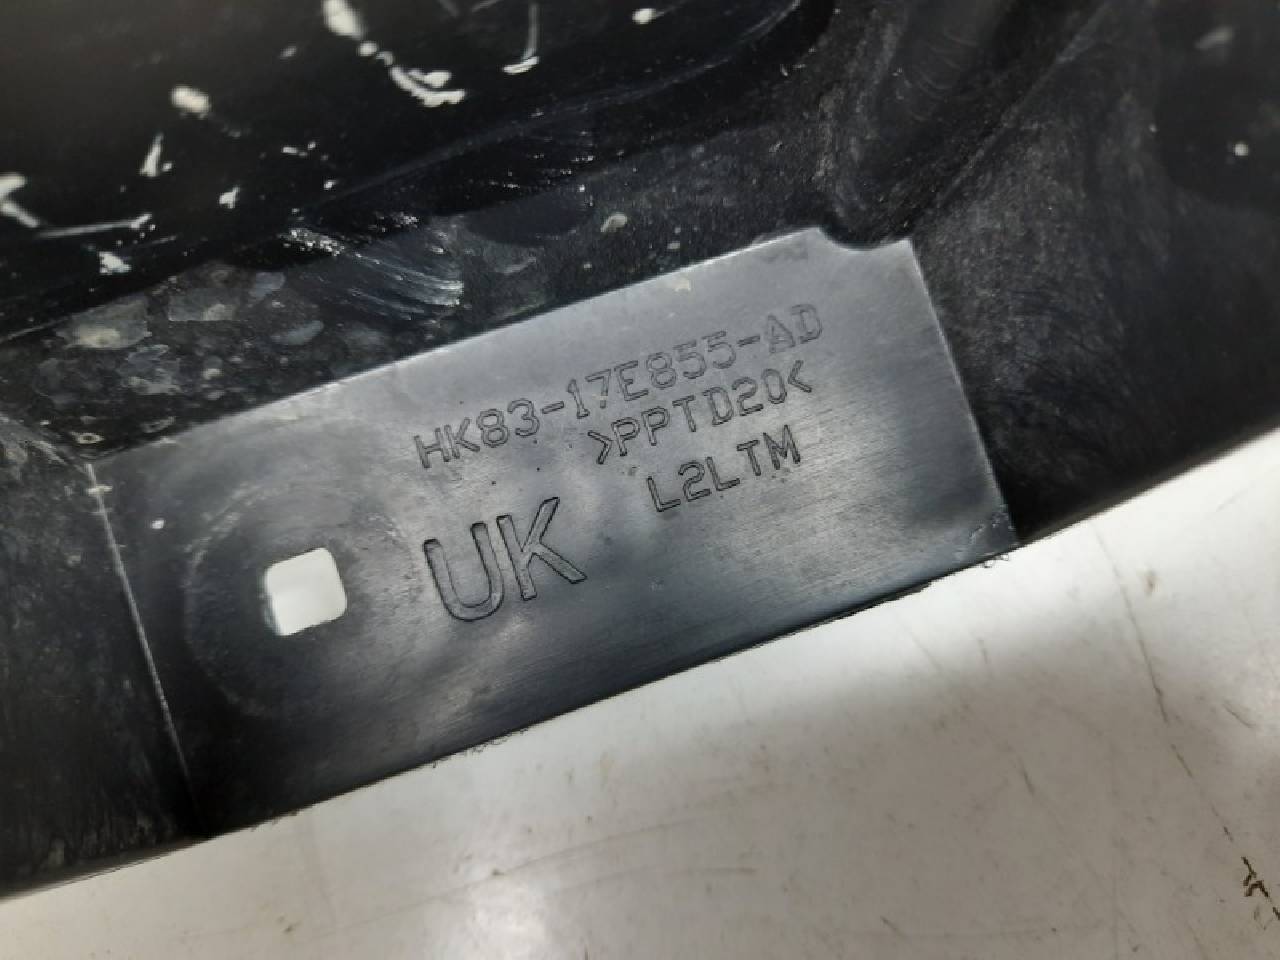 HK83-17E855-AD
>PPTD20<
L2LTM
UK